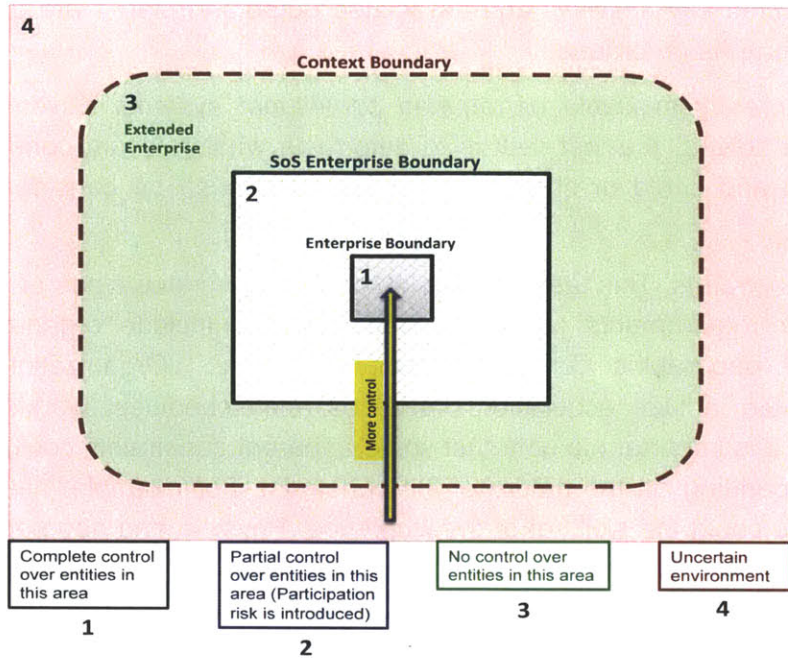 4
Context Boundary
3
Extended
Enterprise
SoS Enterprise Boundary
2
Enterprise Boundary
1
More control
Complete control
over entities in
this area
1
Partial control
over entities in this
area (Participation
risk is introduced)
2
No control over
entities in this area
3
Uncertain
environment
4